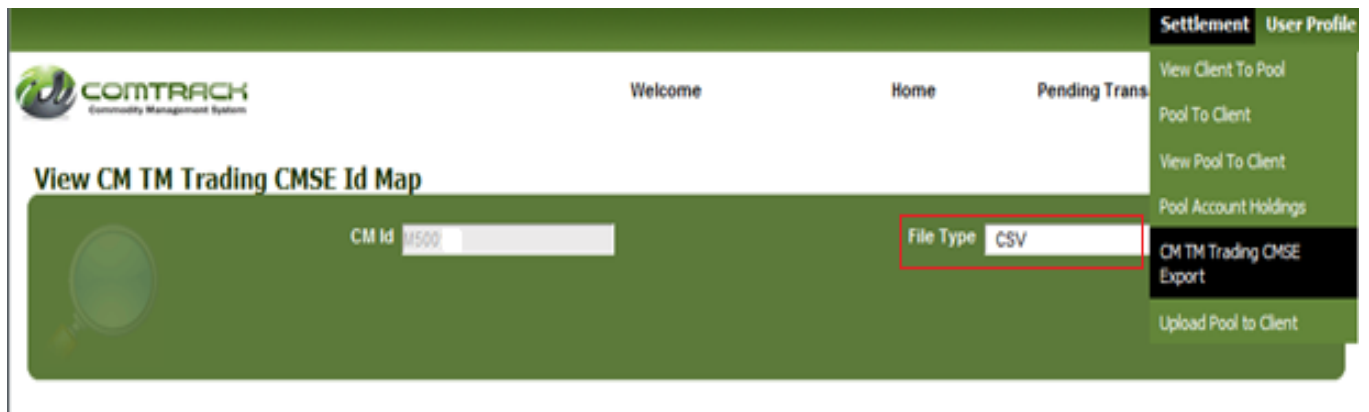 Settlement User Profile
COMTRACK
Commodity Management System
Welcome Home Pending Trans
View Client To Pool
Pool To Client
View Pool To Client
Pool Account Holdings
CM TM Trading CMSE
Export
Upload Pool to Client
View CM TM Trading CMSE Id Map
CM Id M500 File Type CSV